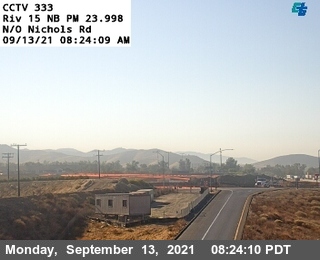 CCTV 333
Riv 15 NB PM 23.998
N/O Nichols Rd
09/13/21 08:24:09 AM
Monday, September 13, 2021 08:24:10 PDT